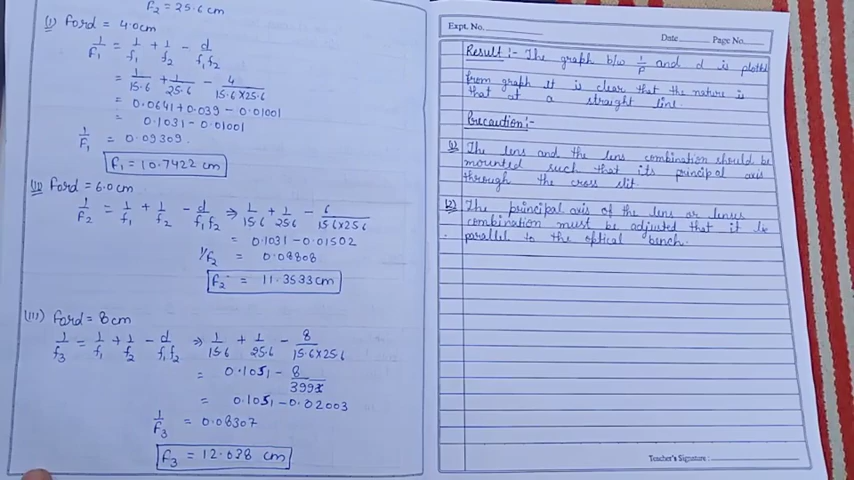 F₂ = 25.6 cm
(i) For d = 4.0cm
1/F₁ = 1/f₁ + 1/f₂ - d/f₁f₂
= 1/15.6 + 1/25.6 - 4/15.6×25.6
= 0.0641 + 0.039 - 0.01001
= 0.1031 - 0.01001
1/F₁ = 0.09309.
F₁ = 10.7422 cm
(ii) For d = 6.0cm
1/F₂ = 1/f₁ + 1/f₂ - d/f₁f₂ ⇒ 1/15.6 + 1/25.6 - 6/15.6×25.6
= 0.1031 - 0.01502
1/F₂ = 0.08808
F₂ = 11.3533cm
(iii) For d = 8cm
1/f₃ = 1/f₁ + 1/f₂ - d/f₁f₂ ⇒ 1/15.6 + 1/25.6 - 8/15.6×25.6
= 0.1031 - 8/399
= 0.1031 - 0.02003
1/F₃ = 0.08307
F₃ = 12.038 cm
Expt. No.
Date Page No.
Result :- The graph b/w 1/F and d is plotted
from graph it is clear that the nature is
that at a straight line.
Precaution:-
1) The lens and the lens combination should be
mounted such that its principal axis
through the cross slit.
2) The principal axis of the lens or lenses
combination must be adjusted that it be
parallel to the optical bench.
Teacher's Signature :